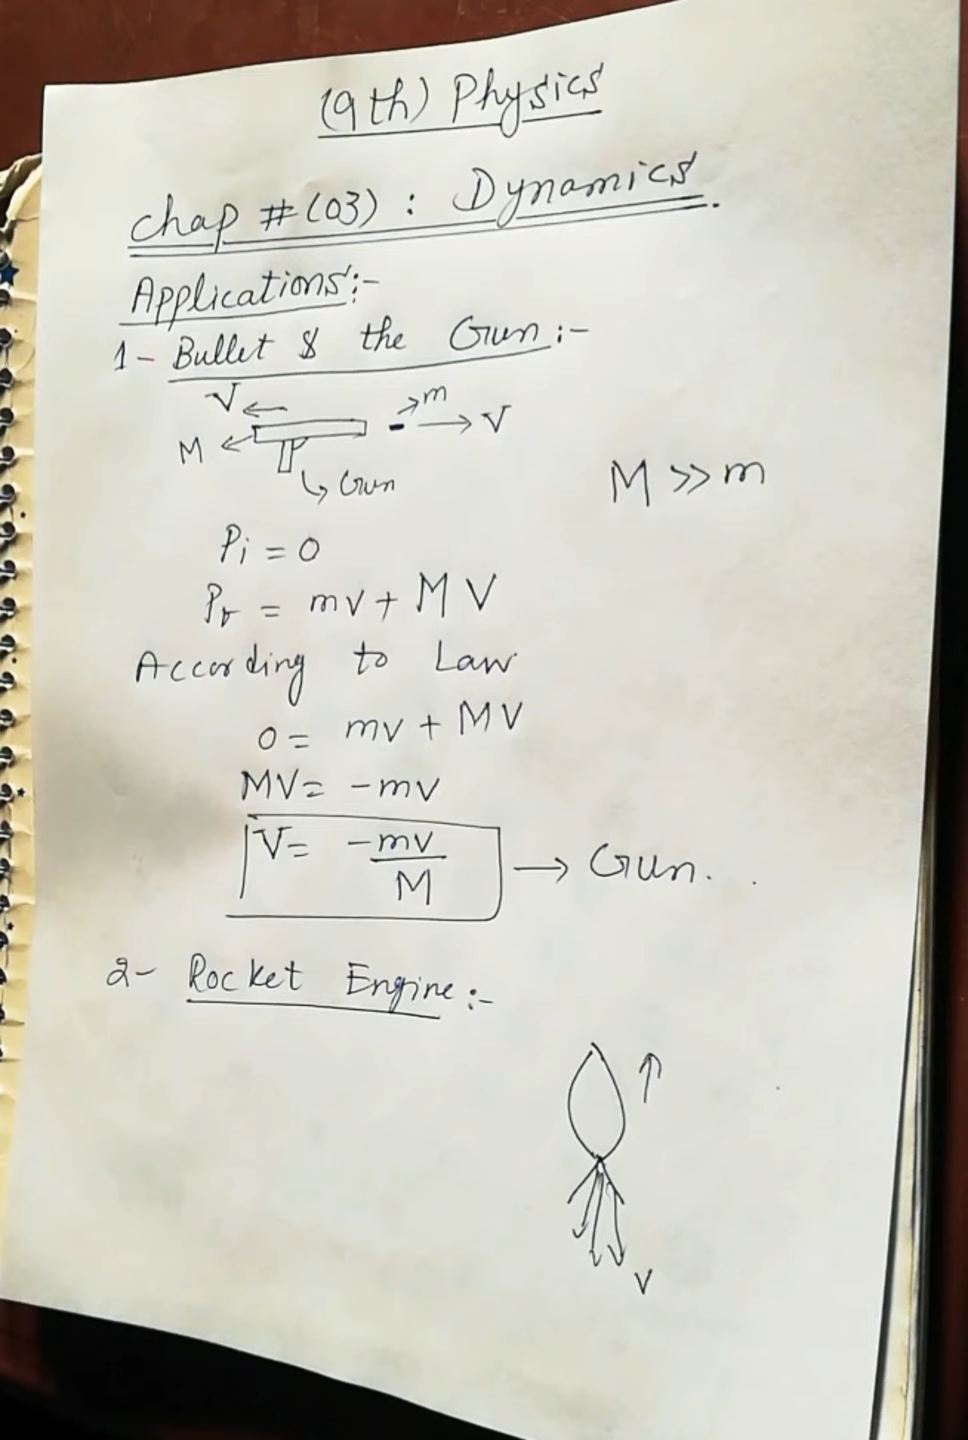 (9th) Physics
Chap # (03) : Dynamics.
Applications:-
1- Bullet & the Gun:-
V m
M V
Gun
M >> m
Pi = 0
Pf = mv + MV
According to Law
0 = mv + MV
MV = -mv
V = -mv/M → Gun.
2- Rocket Engine:-
V